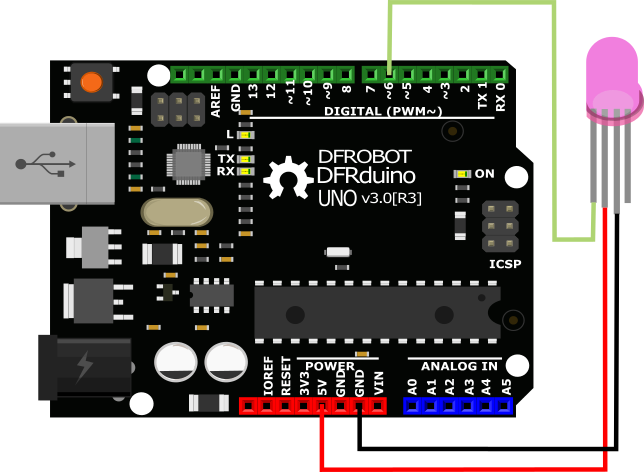 AREF
GND
13
12
~11
~10
~9
8
7
~6
~5
4
~3
2
TX 1
RX 0
DIGITAL (PWM~)
L
TX
RX
DFROBOT
DFRduino
UNO v3.0[R3]
ON
ICSP
POWER
ANALOG IN
IOREF
RESET
3V3
5V
GND
GND
VIN
A0
A1
A2
A3
A4
A5